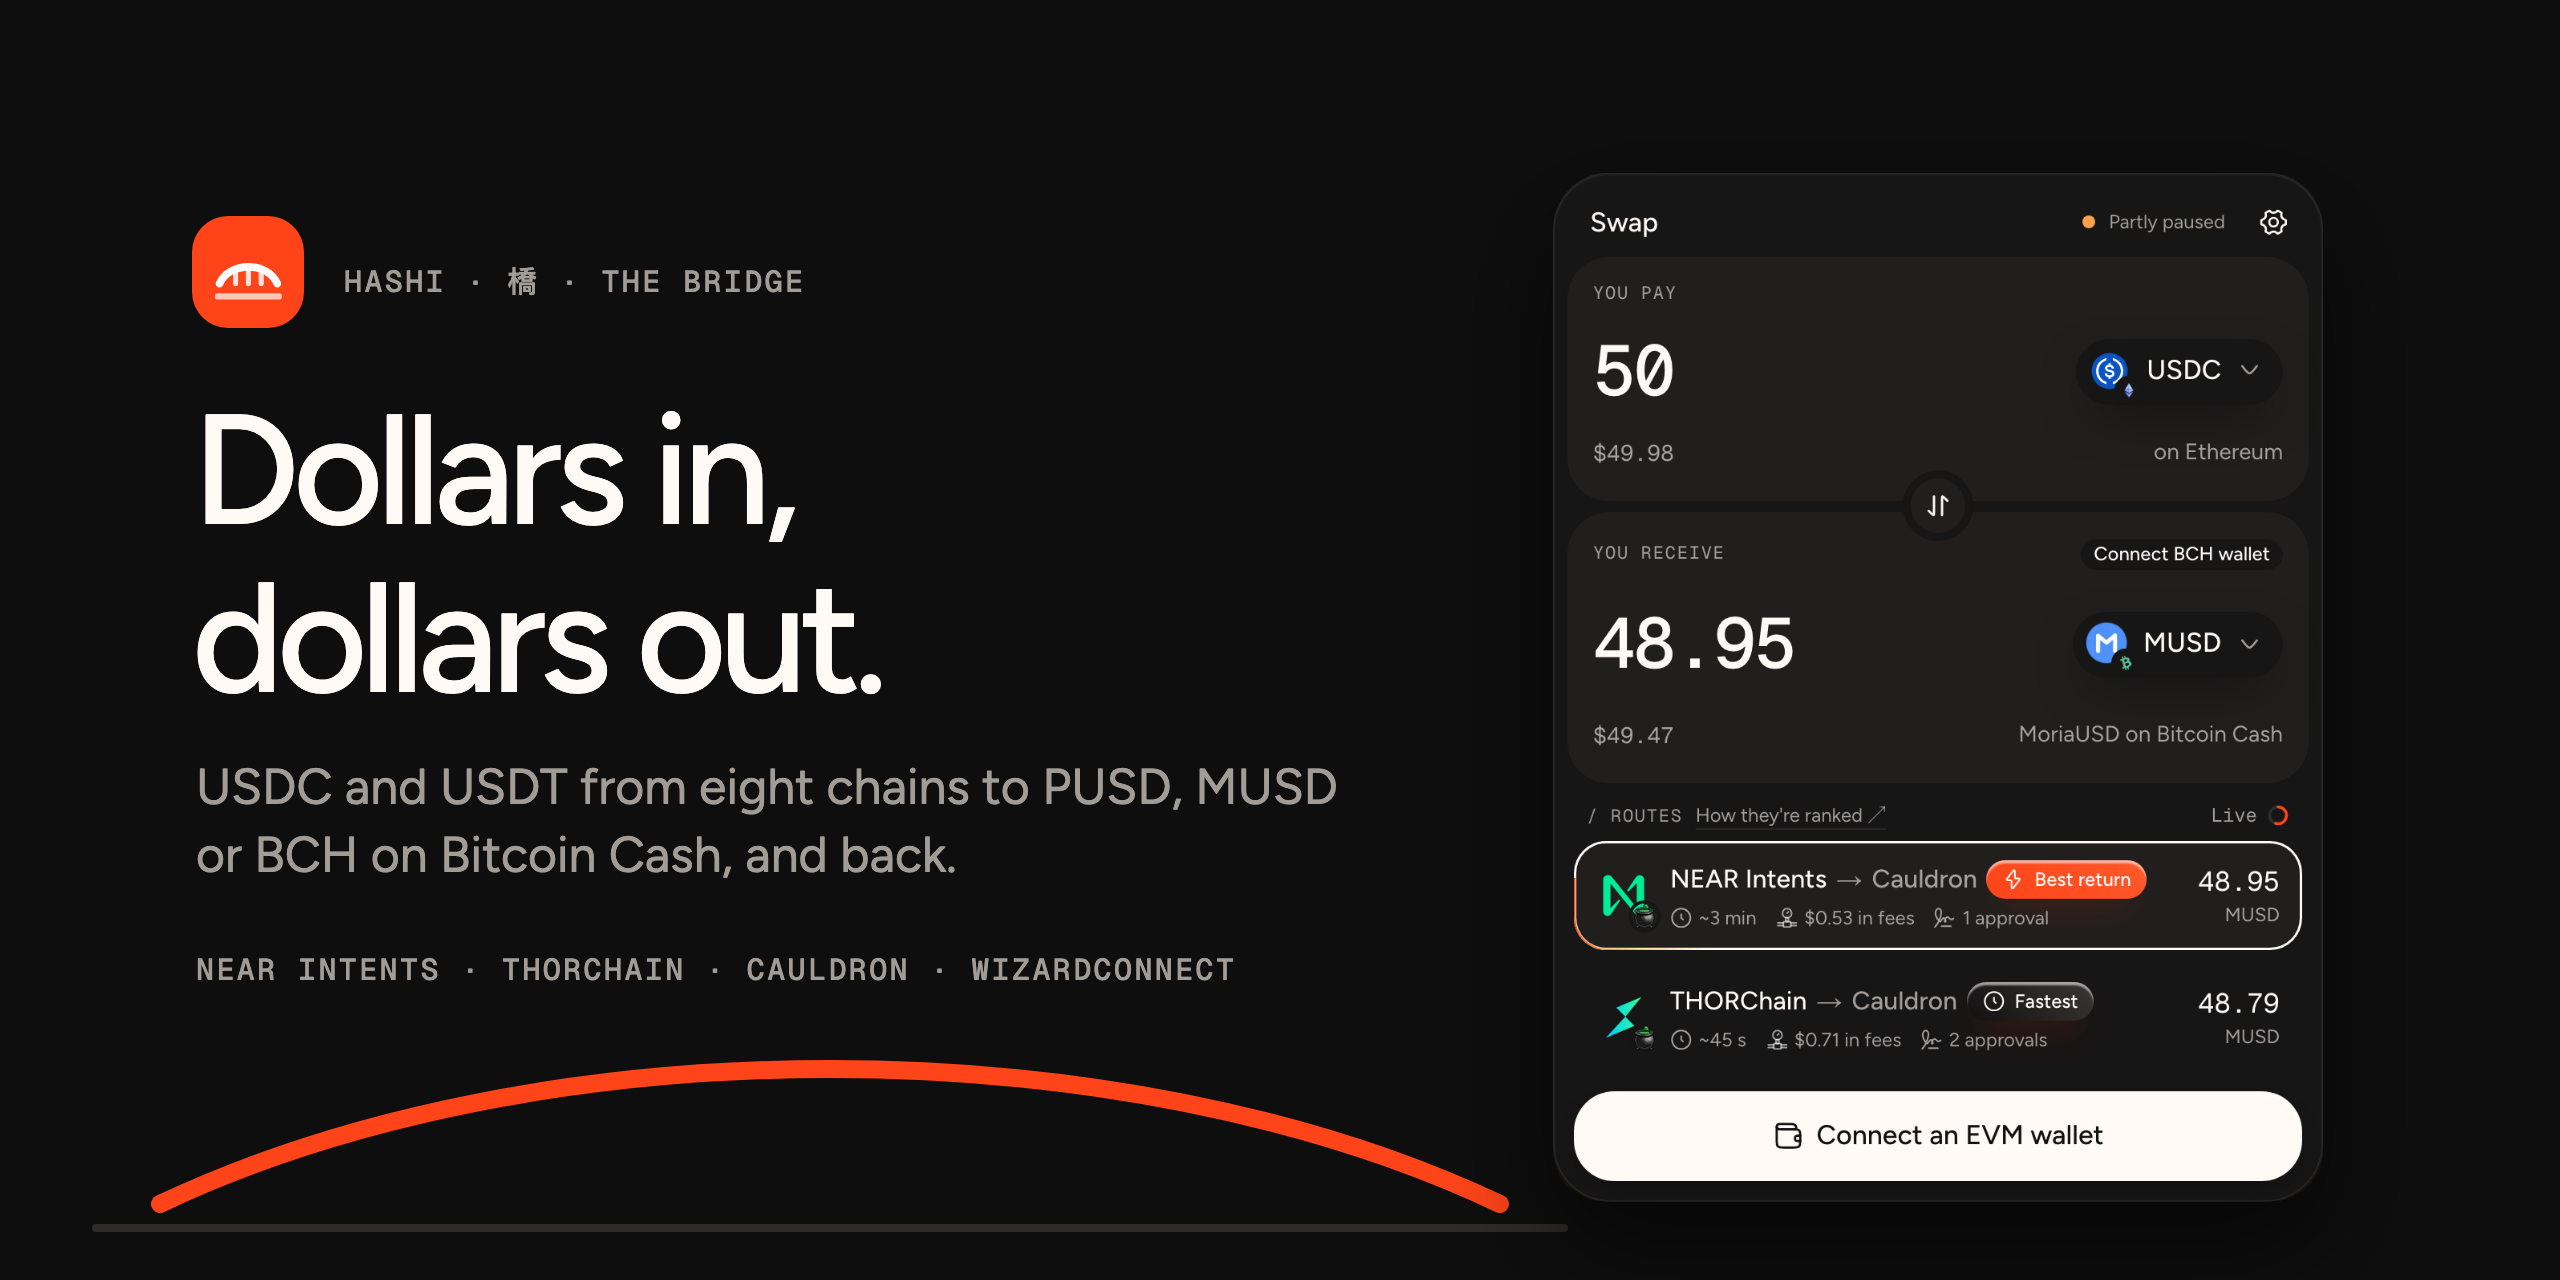 HASHI · 橋 · THE BRIDGE
Dollars in,
dollars out.
USDC and USDT from eight chains to PUSD, MUSD
or BCH on Bitcoin Cash, and back.
NEAR INTENTS · THORCHAIN · CAULDRON · WIZARDCONNECT
Swap
Partly paused
YOU PAY
50
USDC
$49.98
on Ethereum
YOU RECEIVE
Connect BCH wallet
48.95
MUSD
$49.47
MoriaUSD on Bitcoin Cash
/ ROUTES How they're ranked ↗
Live
NEAR Intents → Cauldron Best return 48.95
~3 min $0.53 in fees 1 approval MUSD
THORChain → Cauldron Fastest 48.79
~45 s $0.71 in fees 2 approvals MUSD
Connect an EVM wallet